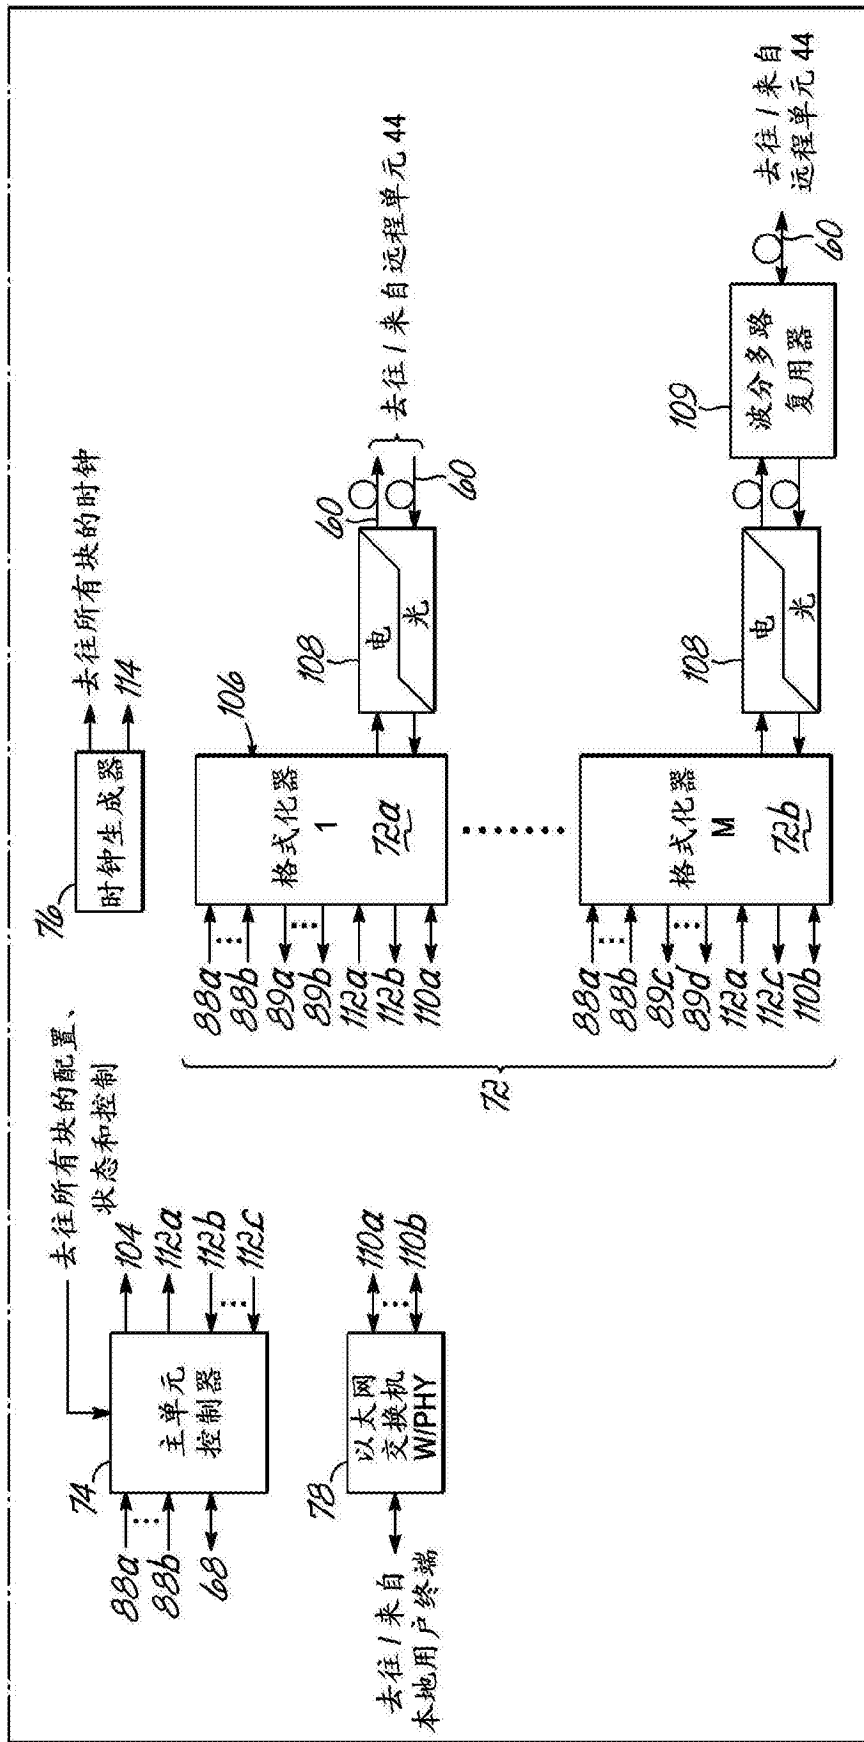 去往所有块的配置、
状态和控制
74
主单元
控制器
88a
88b
68
104
112a
112b
112c
78
以太网
交换机
W/PHY
去往/来自
本地用户终端
110a
110b
76
时钟生成器
去往所有块的时钟
114
72
106
格式化器
1
72a
88a
88b
89a
89b
112a
112b
110a
108
电
光
60
60
去往/来自远程单元44
格式化器
M
72b
88a
88b
89c
89d
112a
112c
110b
108
电
光
109
波分多路
复用器
60
去往/来自
远程单元44